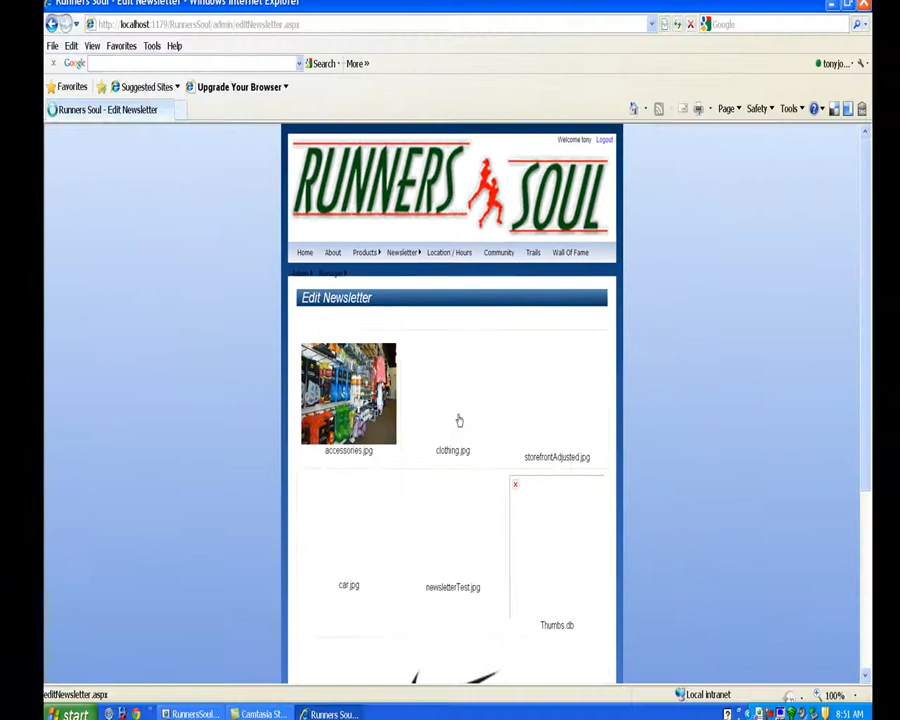 Runners Soul - Edit Newsletter - Windows Internet Explorer
http://localhost:1179/RunnersSoul/admin/editNewsletter.aspx
Google
File Edit View Favorites Tools Help
x Google Search More »
tonyjo...
Favorites Suggested Sites Upgrade Your Browser
Runners Soul - Edit Newsletter
Page Safety Tools
Welcome tony Logout
RUNNERS SOUL
Home About Products Newsletter Location / Hours Community Trails Wall Of Fame
Admin Manager
Edit Newsletter
accessories.jpg
clothing.jpg
storefrontAdjusted.jpg
car.jpg
newsletterTest.jpg
Thumbs.db
editNewsletter.aspx
Local intranet
100%
start
RunnersSoul...
Camtasia St...
Runners Sou...
8:51 AM